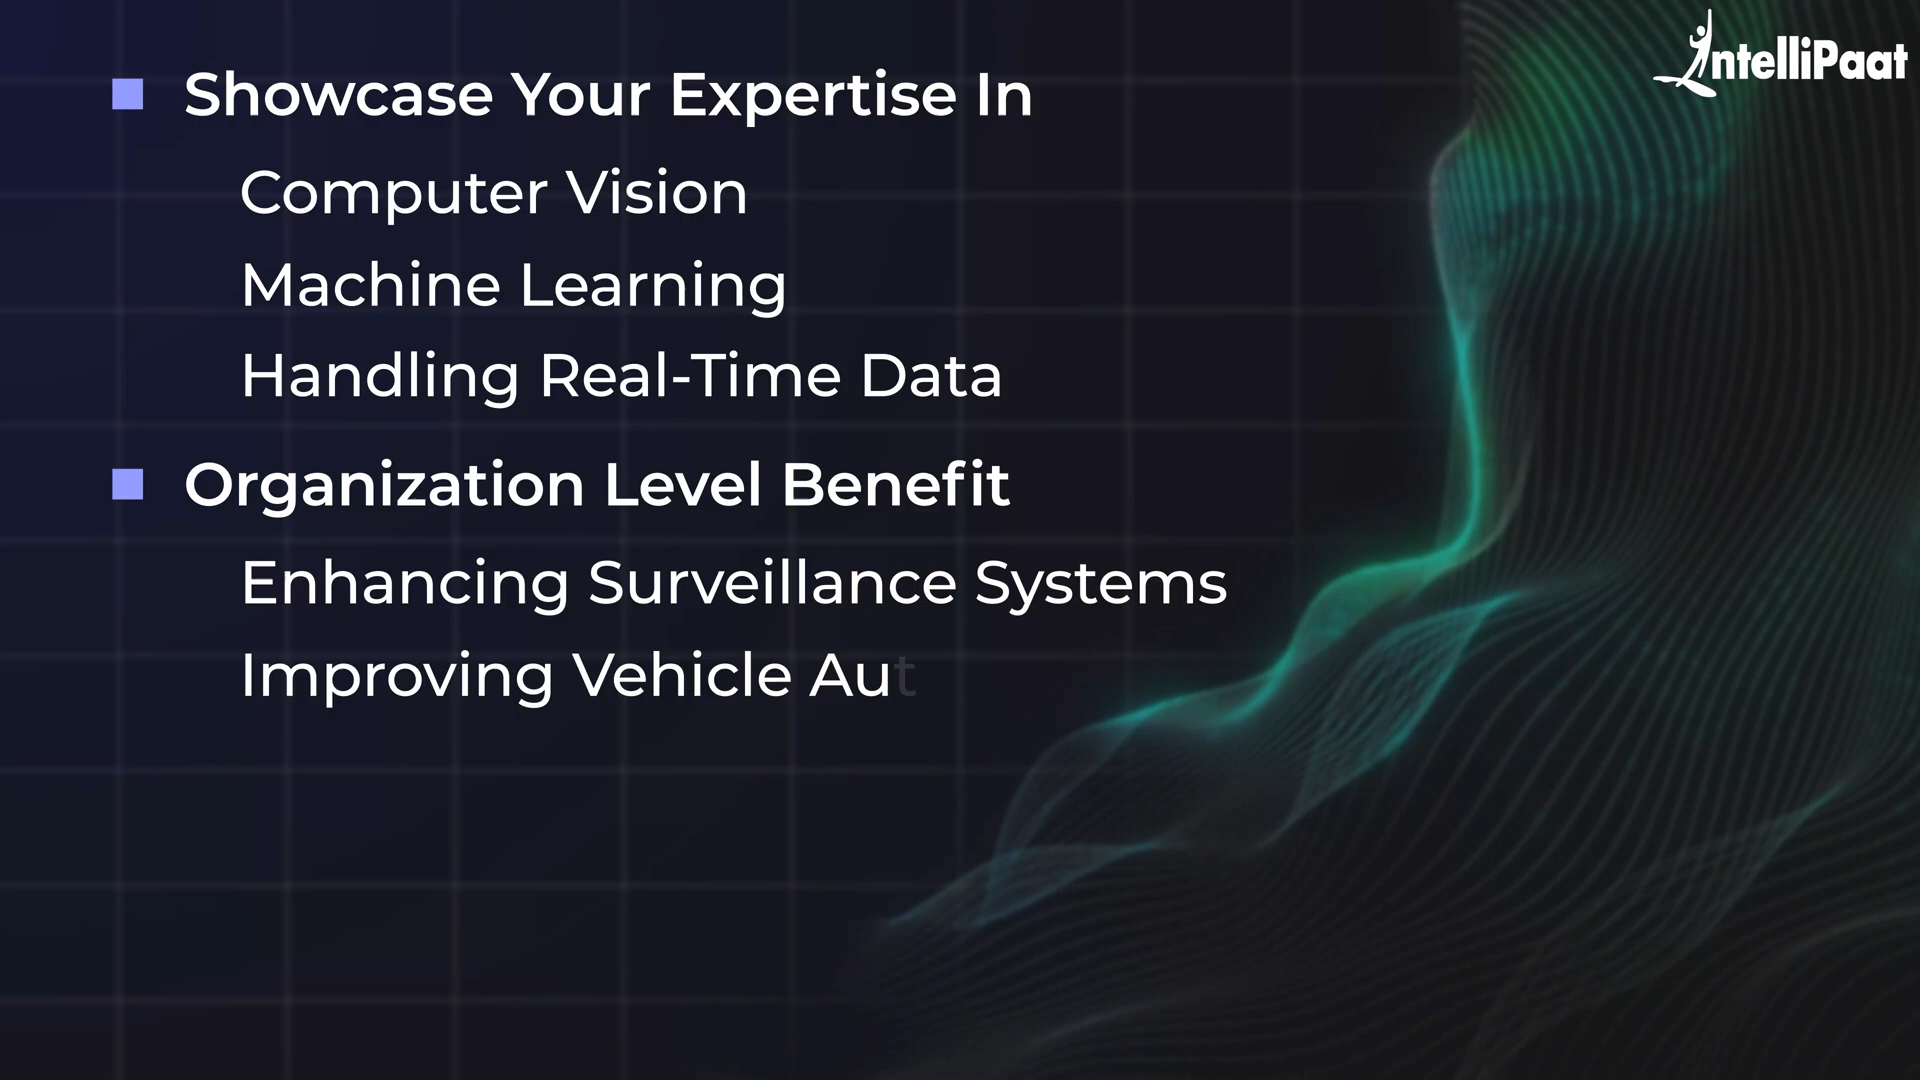 IntelliPaat
Showcase Your Expertise In
Computer Vision
Machine Learning
Handling Real-Time Data
Organization Level Benefit
Enhancing Surveillance Systems
Improving Vehicle Aut